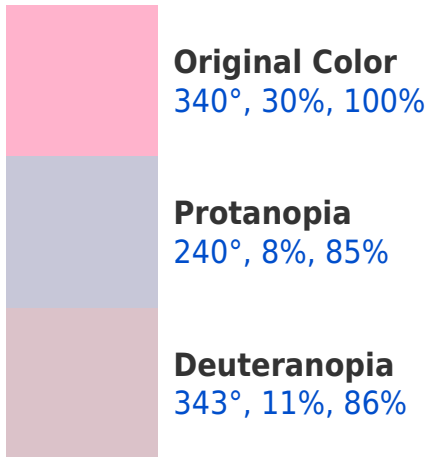 Original Color
340°, 30%, 100%
Protanopia
240°, 8%, 85%
Deuteranopia
343°, 11%, 86%